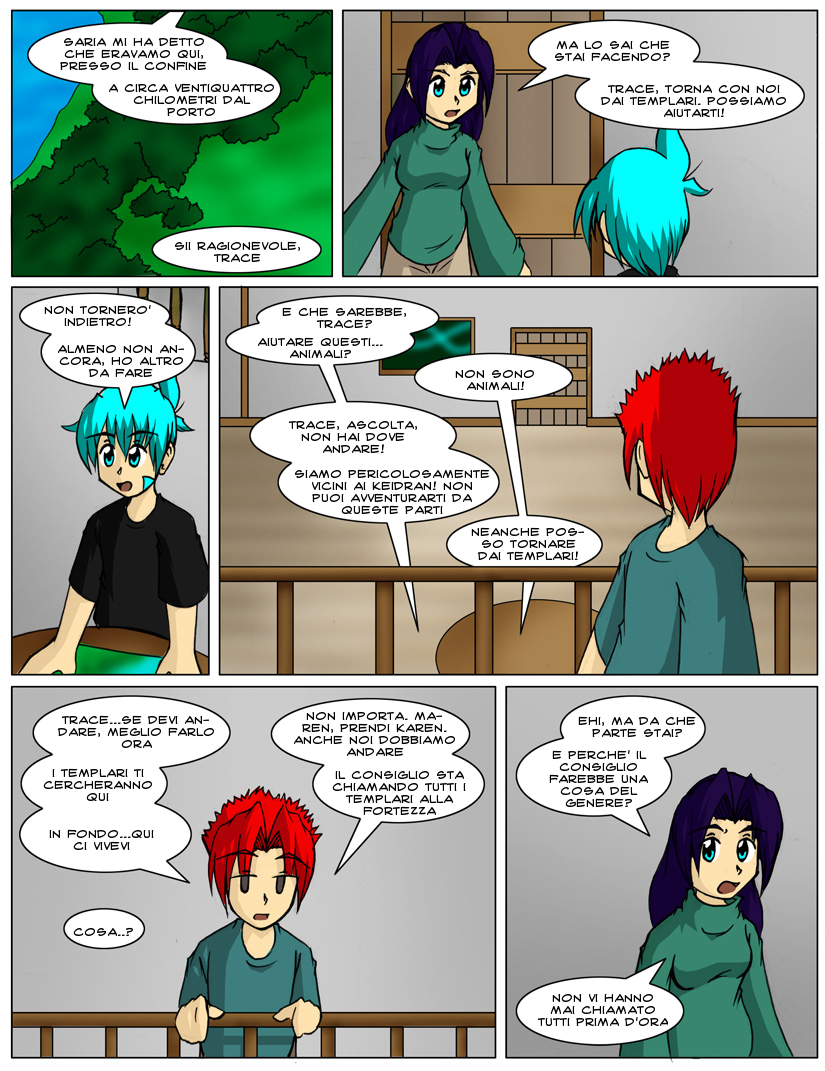 SARIA MI HA DETTO
CHE ERAVAMO QUI,
PRESSO IL CONFINE
A CIRCA VENTIQUATTRO
CHILOMETRI DAL
PORTO
SII RAGIONEVOLE,
TRACE
MA LO SAI CHE
STAI FACENDO?
TRACE, TORNA CON NOI
DAI TEMPLARI. POSSIAMO
AIUTARTI!
NON TORNERO'
INDIETRO!
ALMENO NON AN-
CORA, HO ALTRO
DA FARE
E CHE SAREBBE,
TRACE?
AIUTARE QUESTI...
ANIMALI?
NON SONO
ANIMALI!
TRACE, ASCOLTA,
NON HAI DOVE
ANDARE!
SIAMO PERICOLOSAMENTE
VICINI AI KEIDRAN! NON
PUOI AVVENTURARTI DA
QUESTE PARTI
NEANCHE POS-
SO TORNARE
DAI TEMPLARI!
TRACE...SE DEVI AN-
DARE, MEGLIO FARLO
ORA
I TEMPLARI TI
CERCHERANNO
QUI
IN FONDO...QUI
CI VIVEVI
COSA..?
NON IMPORTA. MA-
REN, PRENDI KAREN.
ANCHE NOI DOBBIAMO
ANDARE
IL CONSIGLIO STA
CHIAMANDO TUTTI I
TEMPLARI ALLA
FORTEZZA
EHI, MA DA CHE
PARTE STAI?
E PERCHE' IL
CONSIGLIO
FAREBBE UNA
COSA DEL
GENERE?
NON VI HANNO
MAI CHIAMATO
TUTTI PRIMA D'ORA